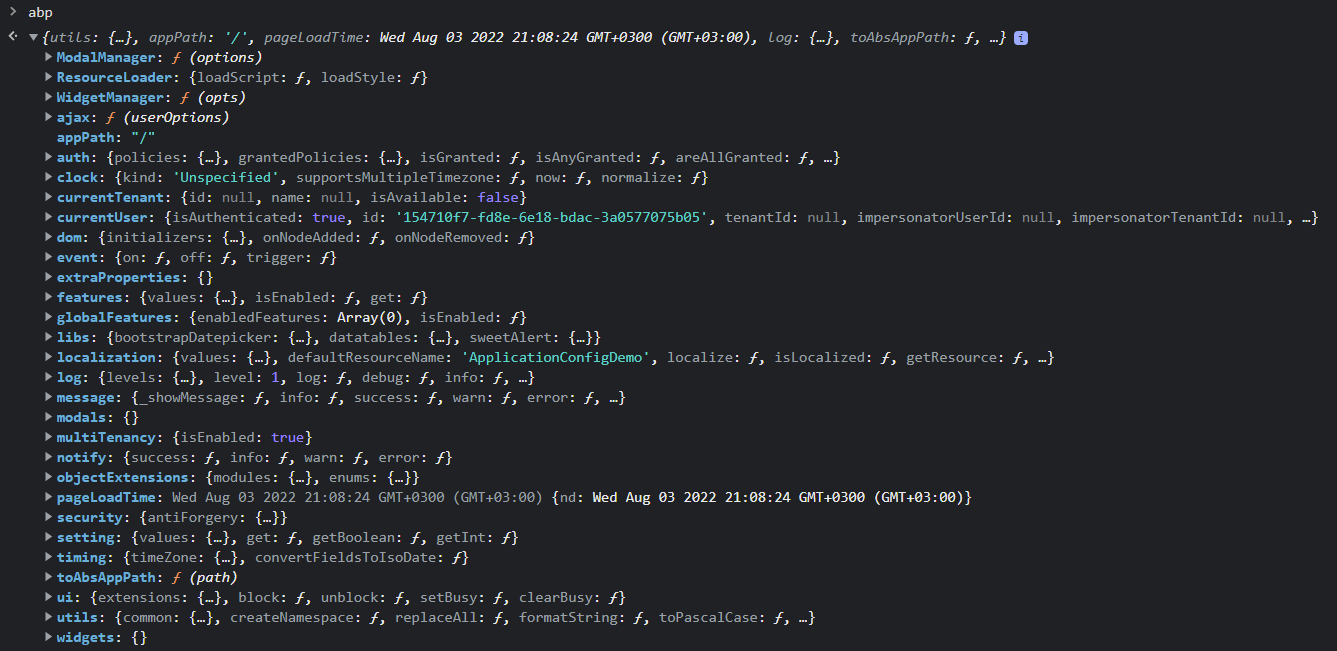 abp
{utils: {…}, appPath: '/', pageLoadTime: Wed Aug 03 2022 21:08:24 GMT+0300 (GMT+03:00), log: {…}, toAbsAppPath: ƒ, …} i
ModalManager: ƒ (options)
ResourceLoader: {loadScript: ƒ, loadStyle: ƒ}
WidgetManager: ƒ (opts)
ajax: ƒ (userOptions)
appPath: "/"
auth: {policies: {…}, grantedPolicies: {…}, isGranted: ƒ, isAnyGranted: ƒ, areAllGranted: ƒ, …}
clock: {kind: 'Unspecified', supportsMultipleTimezone: ƒ, now: ƒ, normalize: ƒ}
currentTenant: {id: null, name: null, isAvailable: false}
currentUser: {isAuthenticated: true, id: '154710f7-fd8e-6e18-bdac-3a0577075b05', tenantId: null, impersonatorUserId: null, impersonatorTenantId: null, …}
dom: {initializers: {…}, onNodeAdded: ƒ, onNodeRemoved: ƒ}
event: {on: ƒ, off: ƒ, trigger: ƒ}
extraProperties: {}
features: {values: {…}, isEnabled: ƒ, get: ƒ}
globalFeatures: {enabledFeatures: Array(0), isEnabled: ƒ}
libs: {bootstrapDatepicker: {…}, datatables: {…}, sweetAlert: {…}}
localization: {values: {…}, defaultResourceName: 'ApplicationConfigDemo', localize: ƒ, isLocalized: ƒ, getResource: ƒ, …}
log: {levels: {…}, level: 1, log: ƒ, debug: ƒ, info: ƒ, …}
message: {_showMessage: ƒ, info: ƒ, success: ƒ, warn: ƒ, error: ƒ, …}
modals: {}
multiTenancy: {isEnabled: true}
notify: {success: ƒ, info: ƒ, warn: ƒ, error: ƒ}
objectExtensions: {modules: {…}, enums: {…}}
pageLoadTime: Wed Aug 03 2022 21:08:24 GMT+0300 (GMT+03:00) {nd: Wed Aug 03 2022 21:08:24 GMT+0300 (GMT+03:00)}
security: {antiForgery: {…}}
setting: {values: {…}, get: ƒ, getBoolean: ƒ, getInt: ƒ}
timing: {timeZone: {…}, convertFieldsToIsoDate: ƒ}
toAbsAppPath: ƒ (path)
ui: {extensions: {…}, block: ƒ, unblock: ƒ, setBusy: ƒ, clearBusy: ƒ}
utils: {common: {…}, createNamespace: ƒ, replaceAll: ƒ, formatString: ƒ, toPascalCase: ƒ, …}
widgets: {}